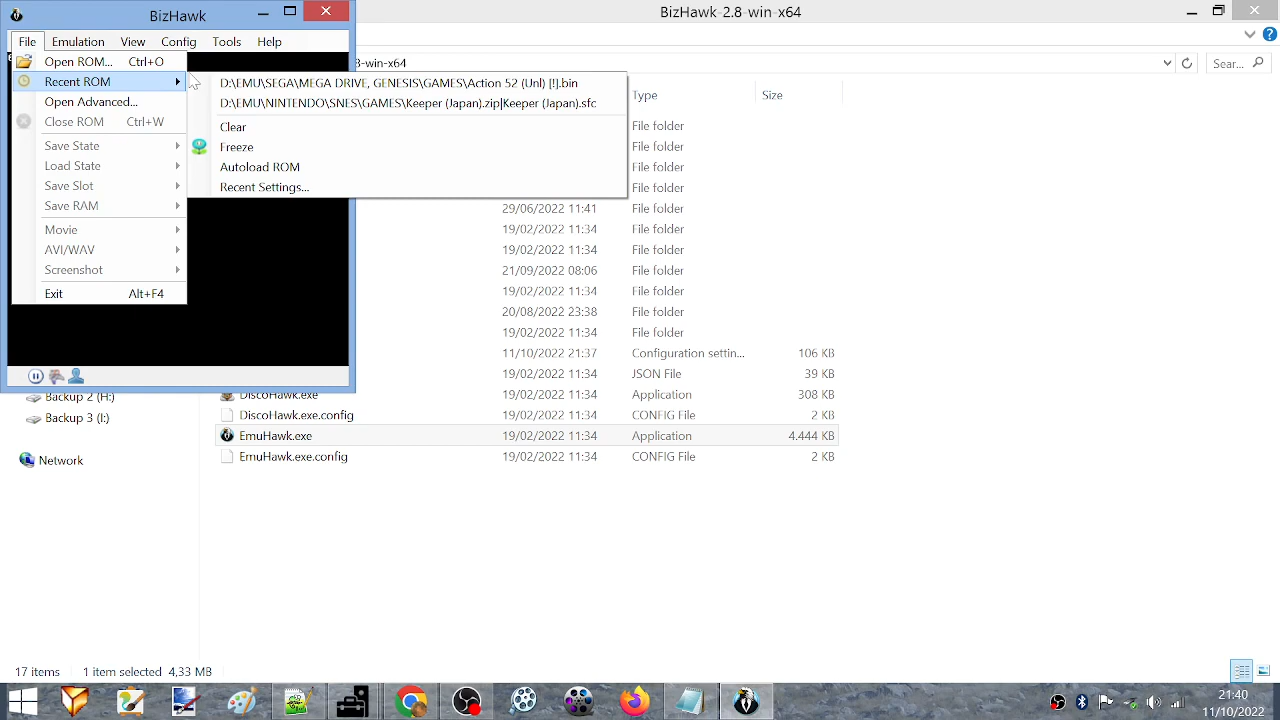 BizHawk
BizHawk-2.8-win-x64
File Emulation View Config Tools Help
Open ROM... Ctrl+O
Recent ROM
Open Advanced...
Close ROM Ctrl+W
Save State
Load State
Save Slot
Save RAM
Movie
AVI/WAV
Screenshot
Exit Alt+F4
D:\EMU\SEGA\MEGA DRIVE, GENESIS\GAMES\Action 52 (Unl) [!].bin
D:\EMU\NINTENDO\SNES\GAMES\Keeper (Japan).zip|Keeper (Japan).sfc
Clear
Freeze
Autoload ROM
Recent Settings...
8-win-x64
Sear...
Type Size
File folder
File folder
File folder
File folder
29/06/2022 11:41 File folder
19/02/2022 11:34 File folder
19/02/2022 11:34 File folder
21/09/2022 08:06 File folder
19/02/2022 11:34 File folder
20/08/2022 23:38 File folder
19/02/2022 11:34 File folder
11/10/2022 21:37 Configuration settin... 106 KB
19/02/2022 11:34 JSON File 39 KB
DiscoHawk.exe 19/02/2022 11:34 Application 308 KB
DiscoHawk.exe.config 19/02/2022 11:34 CONFIG File 2 KB
EmuHawk.exe 19/02/2022 11:34 Application 4.444 KB
EmuHawk.exe.config 19/02/2022 11:34 CONFIG File 2 KB
Backup 2 (H:)
Backup 3 (I:)
Network
17 items 1 item selected 4,33 MB
21:40
11/10/2022